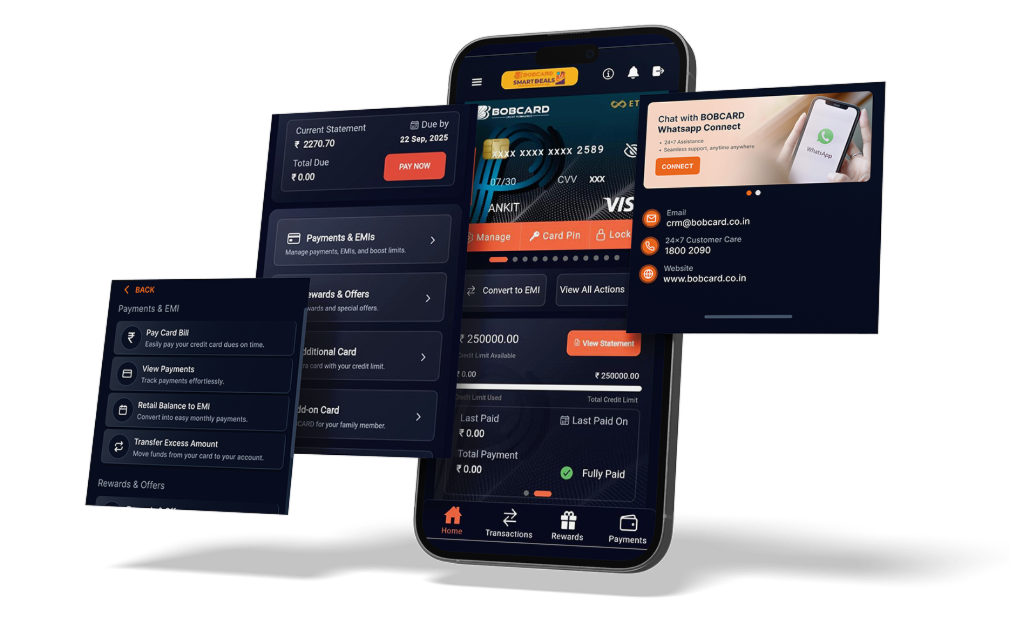 BOBCARD
SMARTDEALS
BOBCARD
ET
XXXX XXXX XXXX 2589
07/30
CVV XXX
ANKIT
VIS
Manage
Card Pin
Lock
Convert to EMI
View All Actions
₹ 250000.00
Credit Limit Available
View Statement
₹ 0.00
₹ 250000.00
Credit Limit Used
Total Credit Limit
Last Paid
₹ 0.00
Last Paid On
Total Payment
₹ 0.00
Fully Paid
Home
Transactions
Rewards
Payments
Current Statement
₹ 2270.70
Due by
22 Sep, 2025
Total Due
₹ 0.00
PAY NOW
Payments & EMIs
Manage payments, EMIs, and boost limits.
ewards & Offers
wards and special offers.
dditional Card
ra card with your credit limit.
dd-on Card
CARD for your family member.
BACK
Payments & EMI
Pay Card Bill
Easily pay your credit card dues on time.
View Payments
Track payments effortlessly.
Retail Balance to EMI
Convert into easy monthly payments.
Transfer Excess Amount
Move funds from your card to your account.
Rewards & Offers
Chat with BOBCARD
Whatsapp Connect
• 24×7 Assistance
• Seamless support, anytime anywhere
CONNECT
WhatsApp
Email
crm@bobcard.co.in
24×7 Customer Care
1800 2090
Website
www.bobcard.co.in